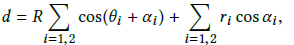 d = R∑_{i=1,2} cos(θ_i + α_i) + ∑_{i=1,2} r_i cos α_i,